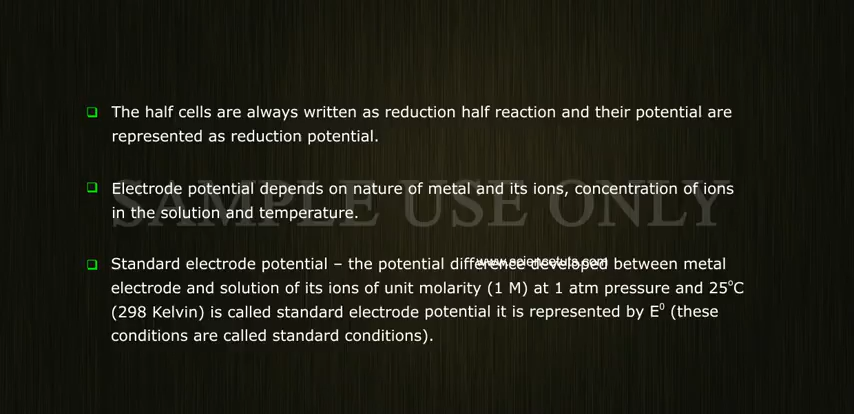 The half cells are always written as reduction half reaction and their potential are
represented as reduction potential.
Electrode potential depends on nature of metal and its ions, concentration of ions
in the solution and temperature.
SAMPLE USE ONLY
Standard electrode potential – the potential difference developed between metal
www.sciencetuts.com
electrode and solution of its ions of unit molarity (1 M) at 1 atm pressure and 25°C
(298 Kelvin) is called standard electrode potential it is represented by E⁰ (these
conditions are called standard conditions).